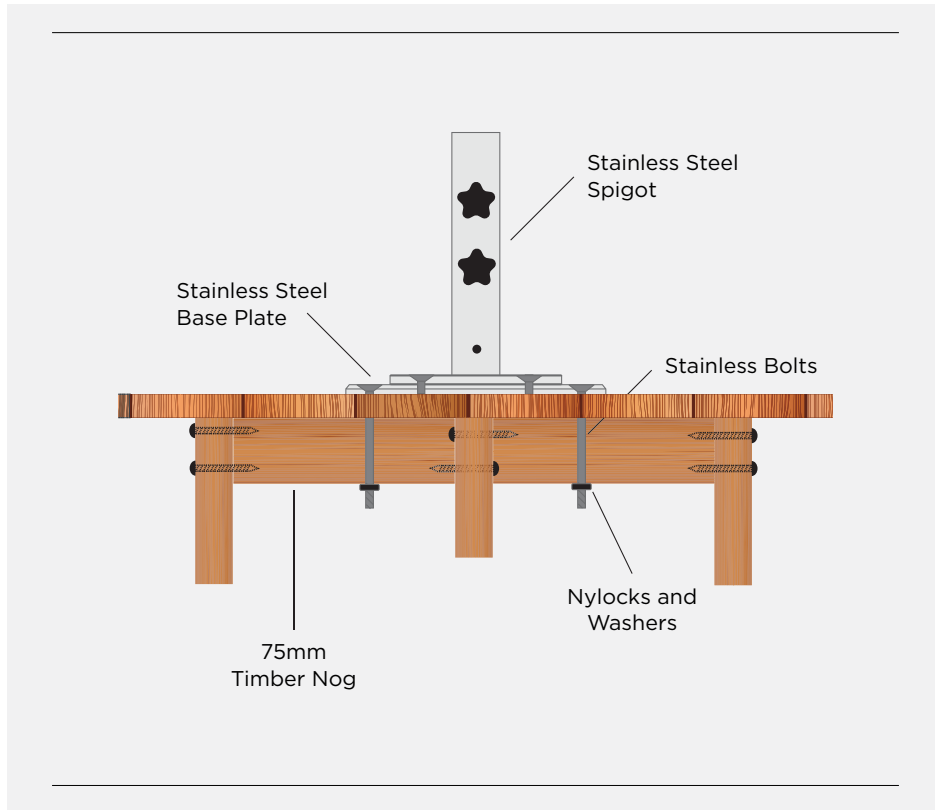 Stainless Steel
Spigot
Stainless Steel
Base Plate
Stainless Bolts
Nylocks and
Washers
75mm
Timber Nog